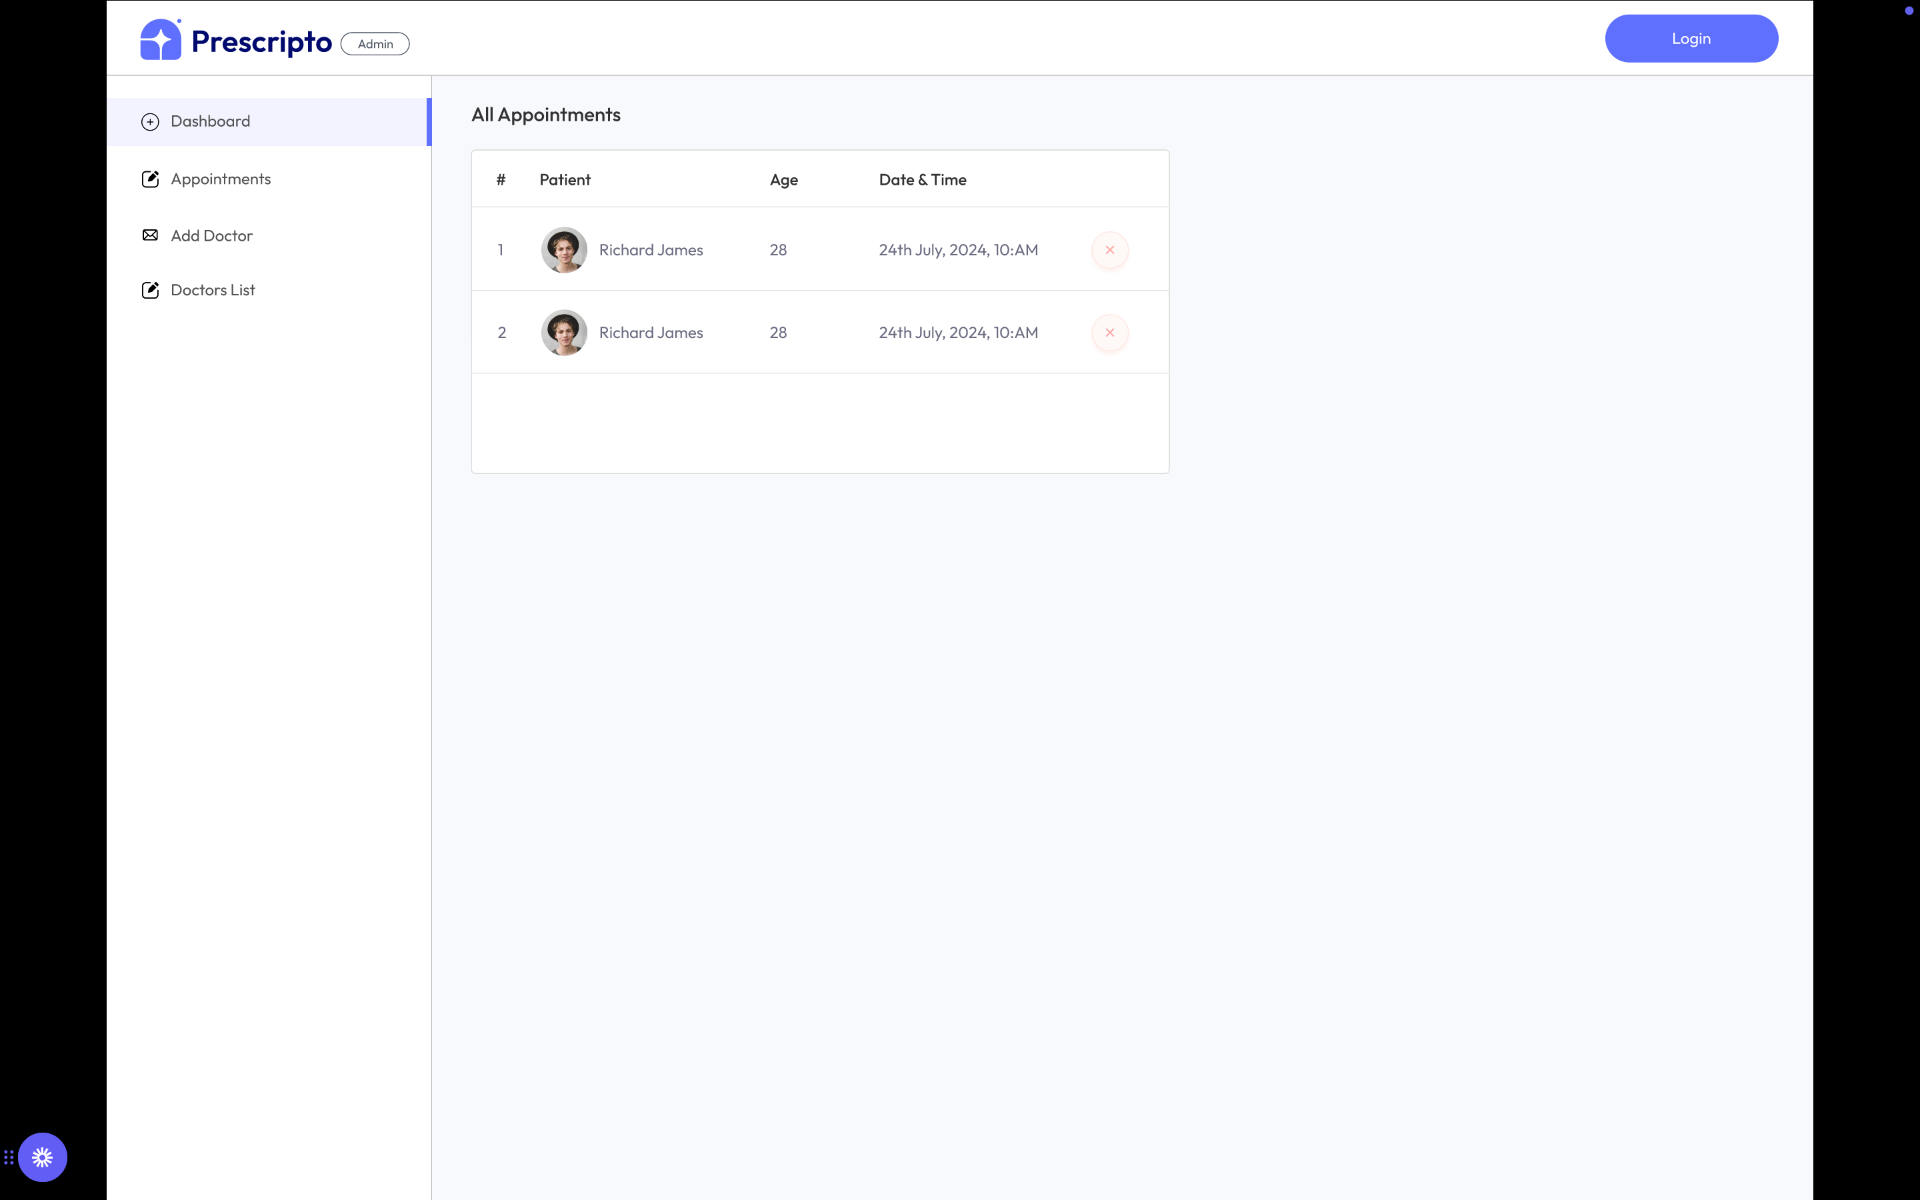 Prescripto
Admin
Login
Dashboard
Appointments
Add Doctor
Doctors List
All Appointments
# Patient Age Date & Time
1 Richard James 28 24th July, 2024, 10:AM
2 Richard James 28 24th July, 2024, 10:AM